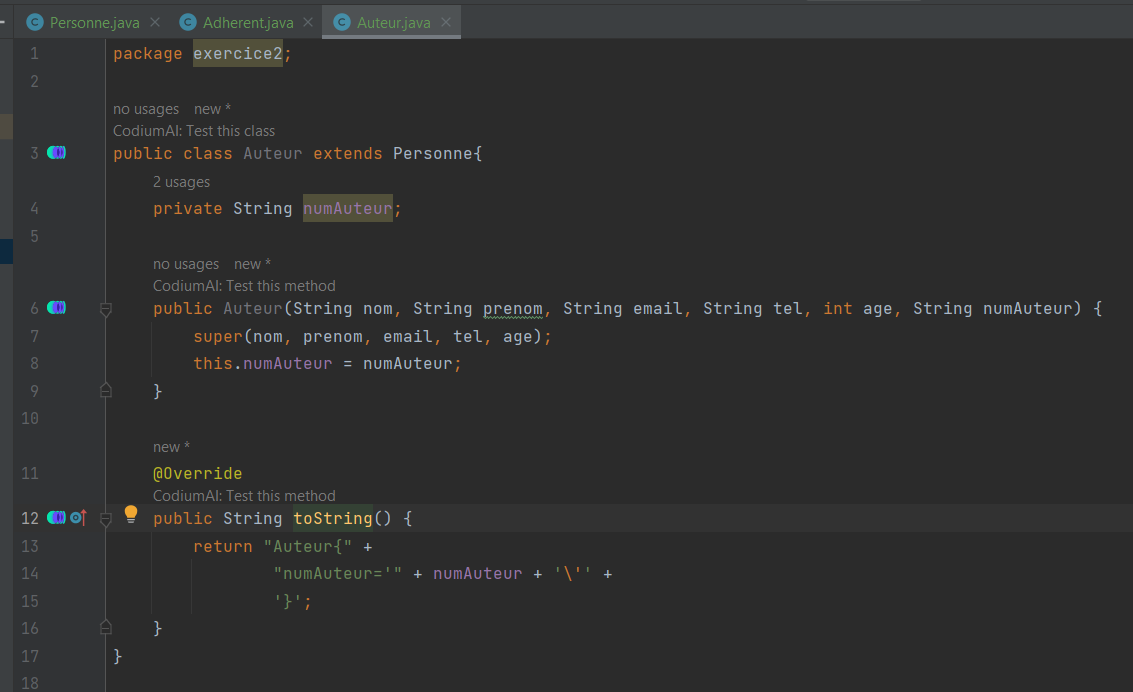 Personne.java Adherent.java Auteur.java
1 package exercice2;
2
no usages new *
CodiumAI: Test this class
3 public class Auteur extends Personne{
2 usages
4 private String numAuteur;
5
no usages new *
CodiumAI: Test this method
6 public Auteur(String nom, String prenom, String email, String tel, int age, String numAuteur) {
7 super(nom, prenom, email, tel, age);
8 this.numAuteur = numAuteur;
9 }
10
new *
11 @Override
CodiumAI: Test this method
12 public String toString() {
13 return "Auteur{" +
14 "numAuteur='" + numAuteur + '\'' +
15 '}';
16 }
17 }
18